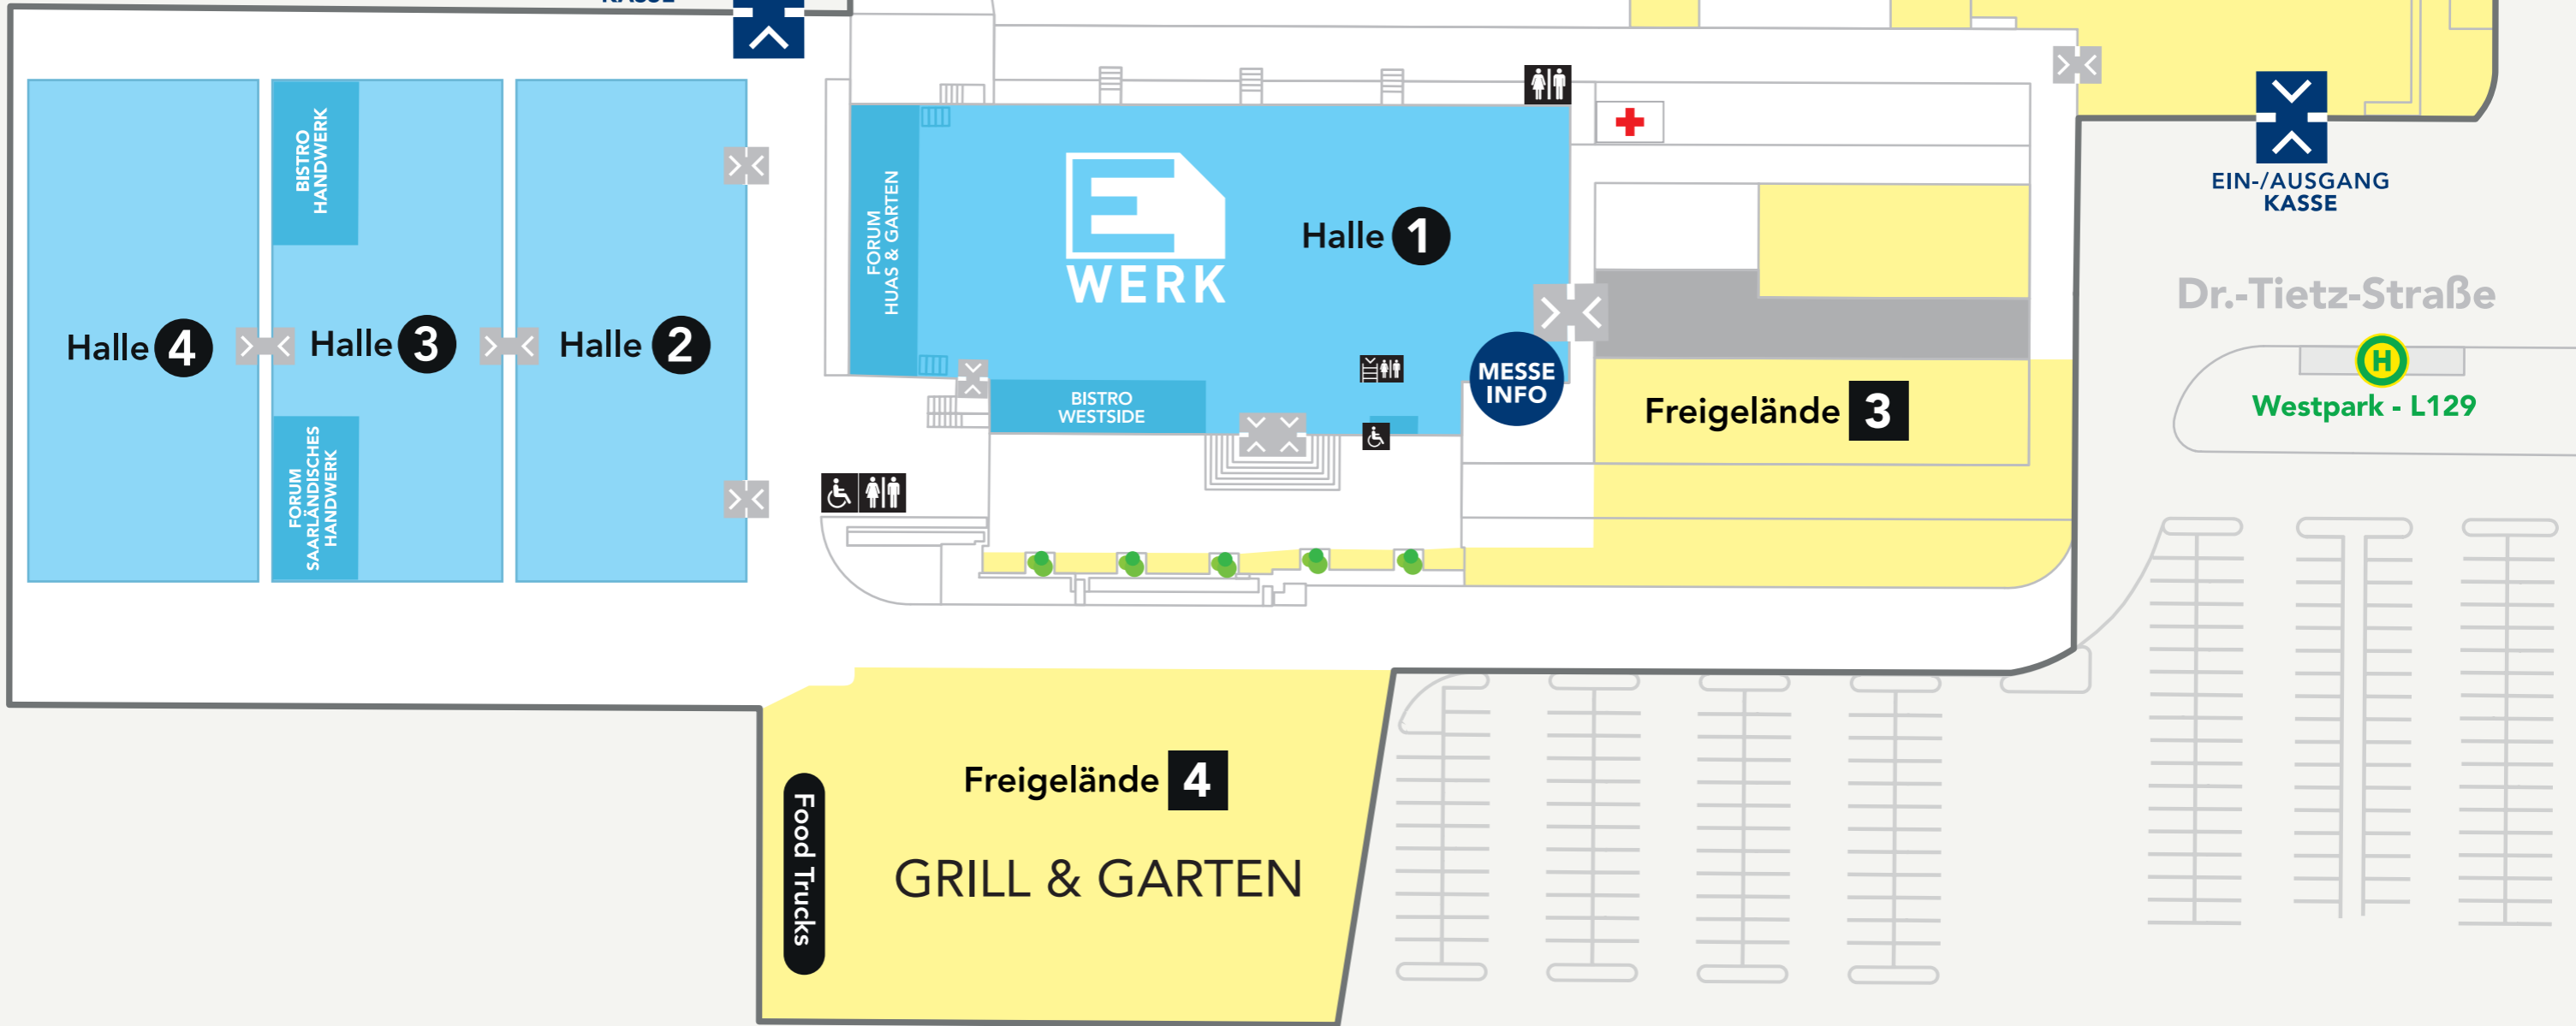 KASSE
BISTRO
HANDWERK
FORUM
HUAS & GARTEN
E
WERK
Halle 1
EIN-/AUSGANG
KASSE
Dr.-Tietz-Straße
H
Westpark - L129
Halle 4
Halle 3
Halle 2
MESSE
INFO
BISTRO
WESTSIDE
Freigelände 3
FORUM
SAARLÄNDISCHES
HANDWERK
Freigelände 4
Food Trucks
GRILL & GARTEN